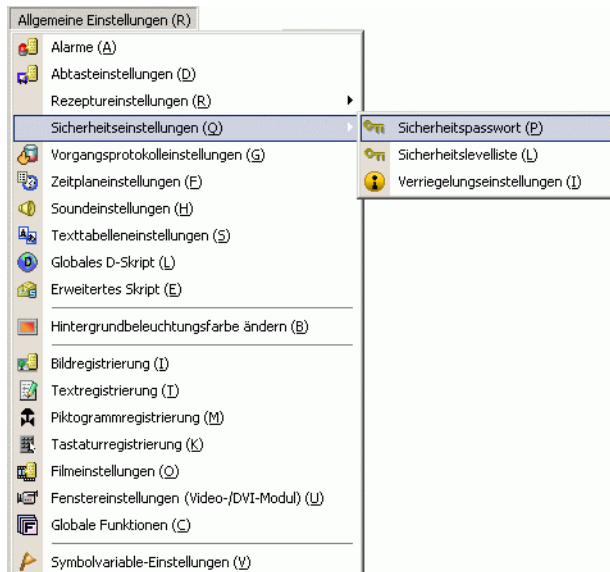 Allgemeine Einstellungen (R)
Alarme (A)
Abtasteinstellungen (D)
Rezeptureinstellungen (R)
Sicherheitseinstellungen (Q)
Sicherheitspasswort (P)
Vorgangsprotokolleinstellungen (G)
Sicherheitslevelliste (L)
Zeitplaneinstellungen (F)
Verriegelungseinstellungen (I)
Soundeinstellungen (H)
Texttabelleneinstellungen (S)
Globales D-Skript (L)
Erweitertes Skript (E)
Hintergrundbeleuchtungsfarbe ändern (B)
Bildregistrierung (I)
Textregistrierung (T)
Piktogrammregistrierung (M)
Tastaturregistrierung (K)
Filmeinstellungen (O)
Fenstereinstellungen (Video-/DVI-Modul) (U)
Globale Funktionen (C)
Symbolvariable-Einstellungen (V)